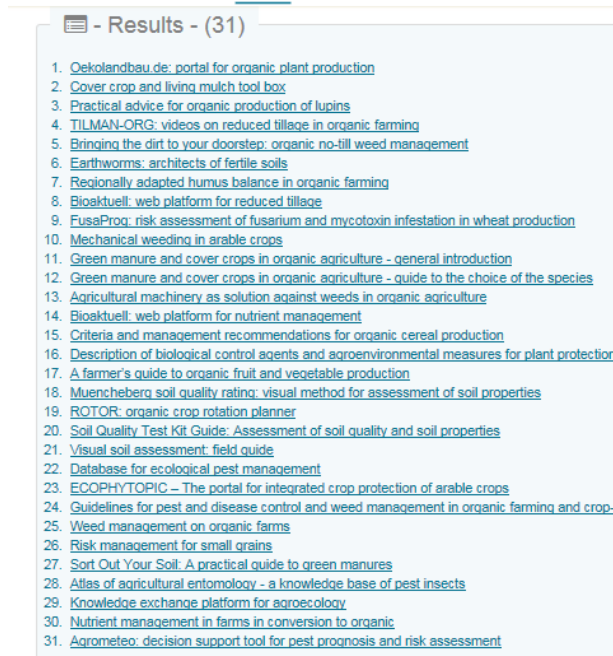 - Results - (31)
1. Oekolandbau.de: portal for organic plant production
2. Cover crop and living mulch tool box
3. Practical advice for organic production of lupins
4. TILMAN-ORG: videos on reduced tillage in organic farming
5. Bringing the dirt to your doorstep: organic no-till weed management
6. Earthworms: architects of fertile soils
7. Regionally adapted humus balance in organic farming
8. Bioaktuell: web platform for reduced tillage
9. FusaProg: risk assessment of fusarium and mycotoxin infestation in wheat production
10. Mechanical weeding in arable crops
11. Green manure and cover crops in organic agriculture - general introduction
12. Green manure and cover crops in organic agriculture - guide to the choice of the species
13. Agricultural machinery as solution against weeds in organic agriculture
14. Bioaktuell: web platform for nutrient management
15. Criteria and management recommendations for organic cereal production
16. Description of biological control agents and agroenvironmental measures for plant protection
17. A farmer's guide to organic fruit and vegetable production
18. Muencheberg soil quality rating: visual method for assessment of soil properties
19. ROTOR: organic crop rotation planner
20. Soil Quality Test Kit Guide: Assessment of soil quality and soil properties
21. Visual soil assessment: field guide
22. Database for ecological pest management
23. ECOPHYTOPIC – The portal for integrated crop protection of arable crops
24. Guidelines for pest and disease control and weed management in organic farming and crop-
25. Weed management on organic farms
26. Risk management for small grains
27. Sort Out Your Soil: A practical guide to green manures
28. Atlas of agricultural entomology - a knowledge base of pest insects
29. Knowledge exchange platform for agroecology
30. Nutrient management in farms in conversion to organic
31. Agrometeo: decision support tool for pest prognosis and risk assessment